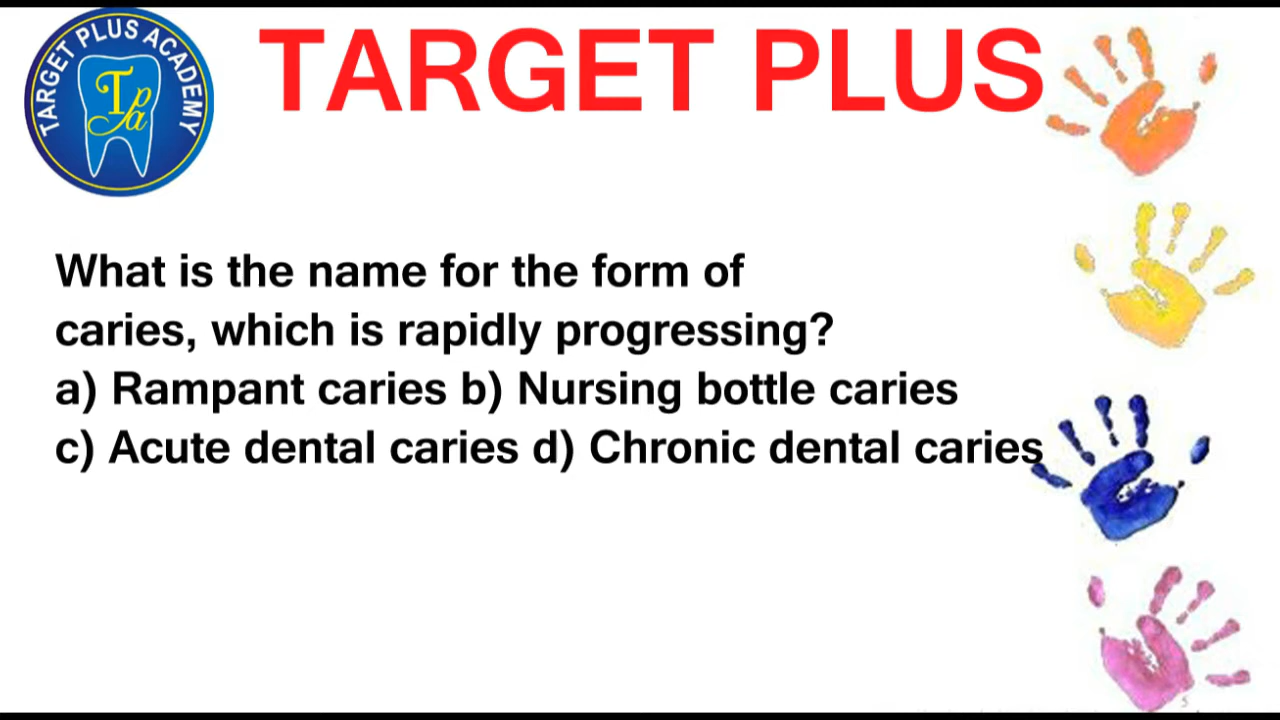 TARGET PLUS ACADEMY
T P a
TARGET PLUS
What is the name for the form of
caries, which is rapidly progressing?
a) Rampant caries b) Nursing bottle caries
c) Acute dental caries d) Chronic dental caries